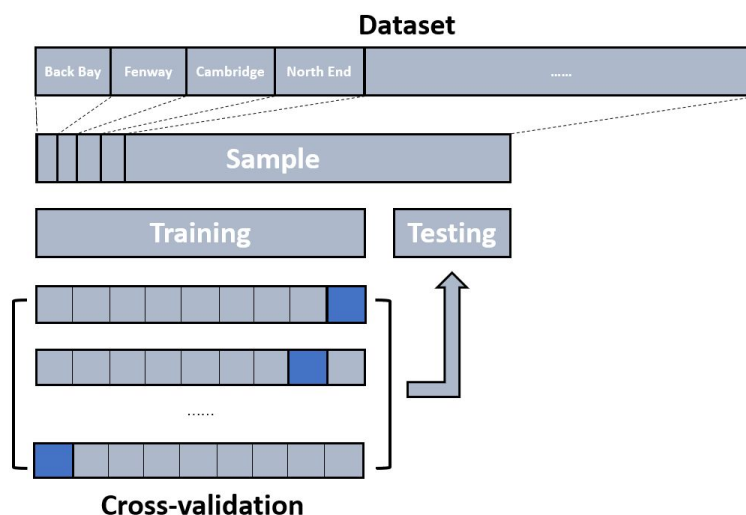 Dataset
Back Bay Fenway Cambridge North End ......
Sample
Training Testing
......
Cross-validation